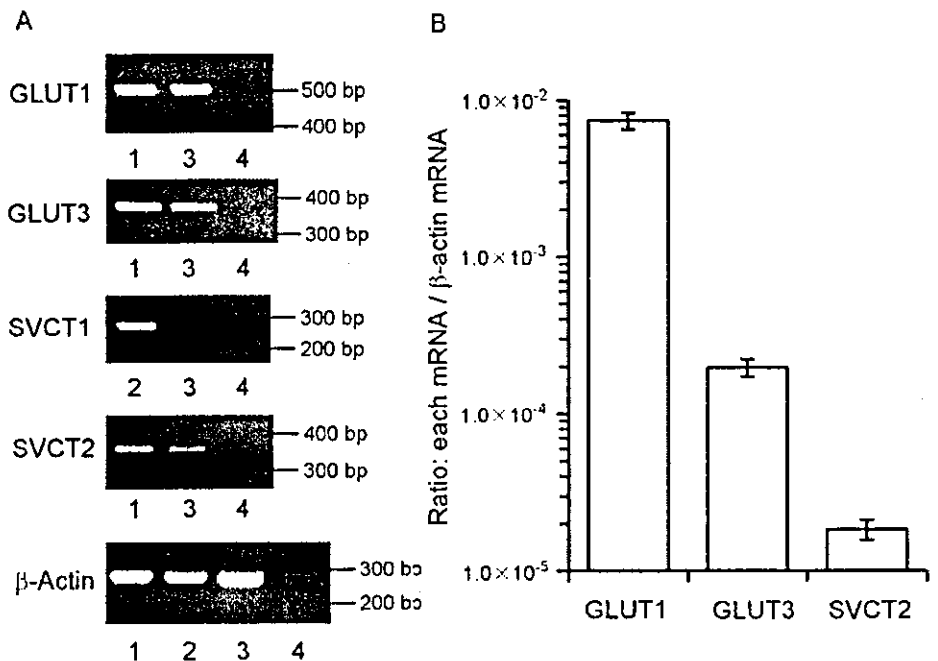 A
GLUT1
500 bp
400 bp
1 3 4
GLUT3
400 bp
300 bp
1 3 4
SVCT1
300 bp
200 bp
2 3 4
SVCT2
400 bp
300 bp
1 3 4
β-Actin
300 bp
200 bp
1 2 3 4
B
Ratio: each mRNA / β-actin mRNA
1.0×10⁻²
1.0×10⁻³
1.0×10⁻⁴
1.0×10⁻⁵
GLUT1 GLUT3 SVCT2